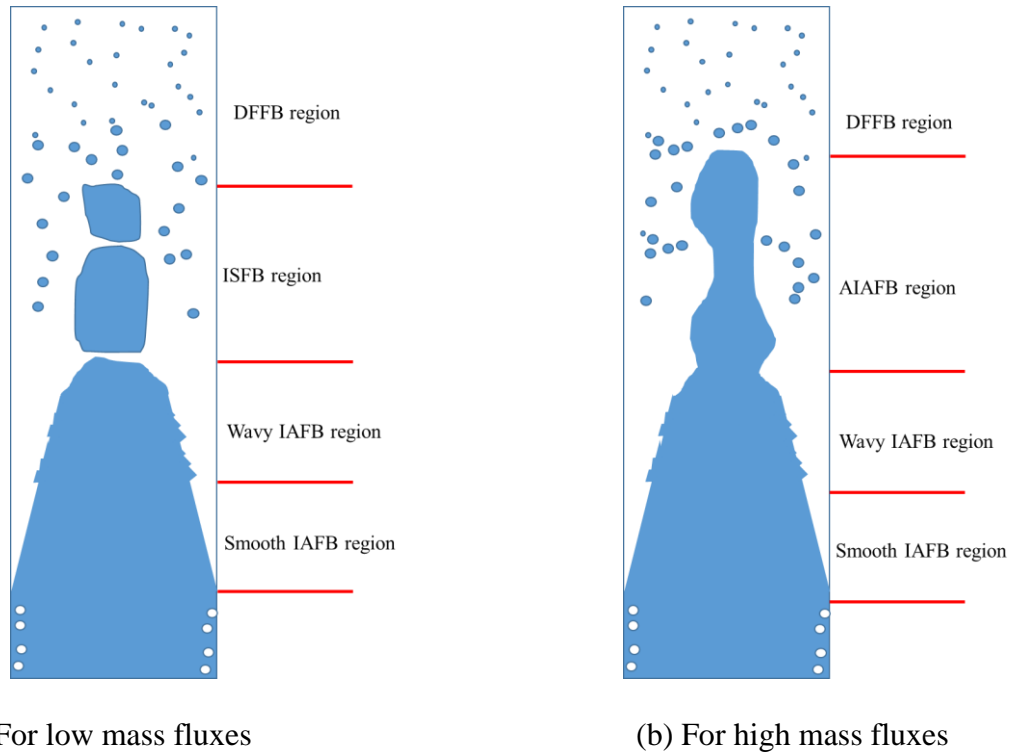 DFFB region
ISFB region
Wavy IAFB region
Smooth IAFB region
DFFB region
AIAFB region
Wavy IAFB region
Smooth IAFB region
For low mass fluxes
(b) For high mass fluxes